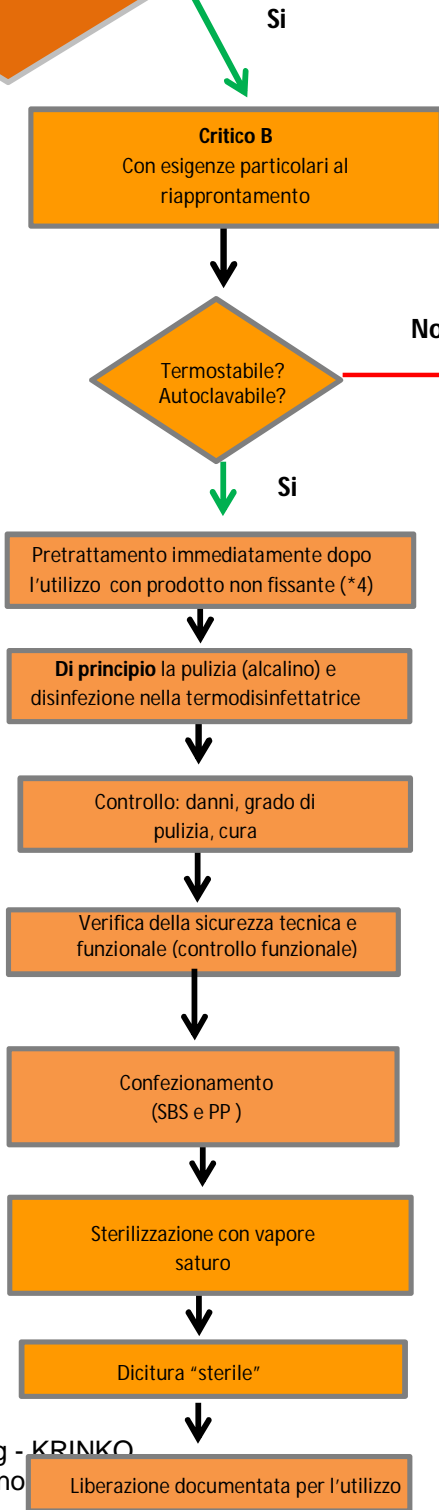 Si
Critico B
Con esigenze particolari al
riapprontamento
No
Termostabile?
Autoclavabile?
Si
Pretrattamento immediatamente dopo
l'utilizzo con prodotto non fissante (*4)
Di principio la pulizia (alcalino) e
disinfezione nella termodisinfettatrice
Controllo: danni, grado di
pulizia, cura
Verifica della sicurezza tecnica e
funzionale (controllo funzionale)
Confezionamento
(SBS e PP )
Sterilizzazione con vapore
saturo
Dicitura "sterile"
g - KRINKO
Liberazione documentata per l'utilizzo